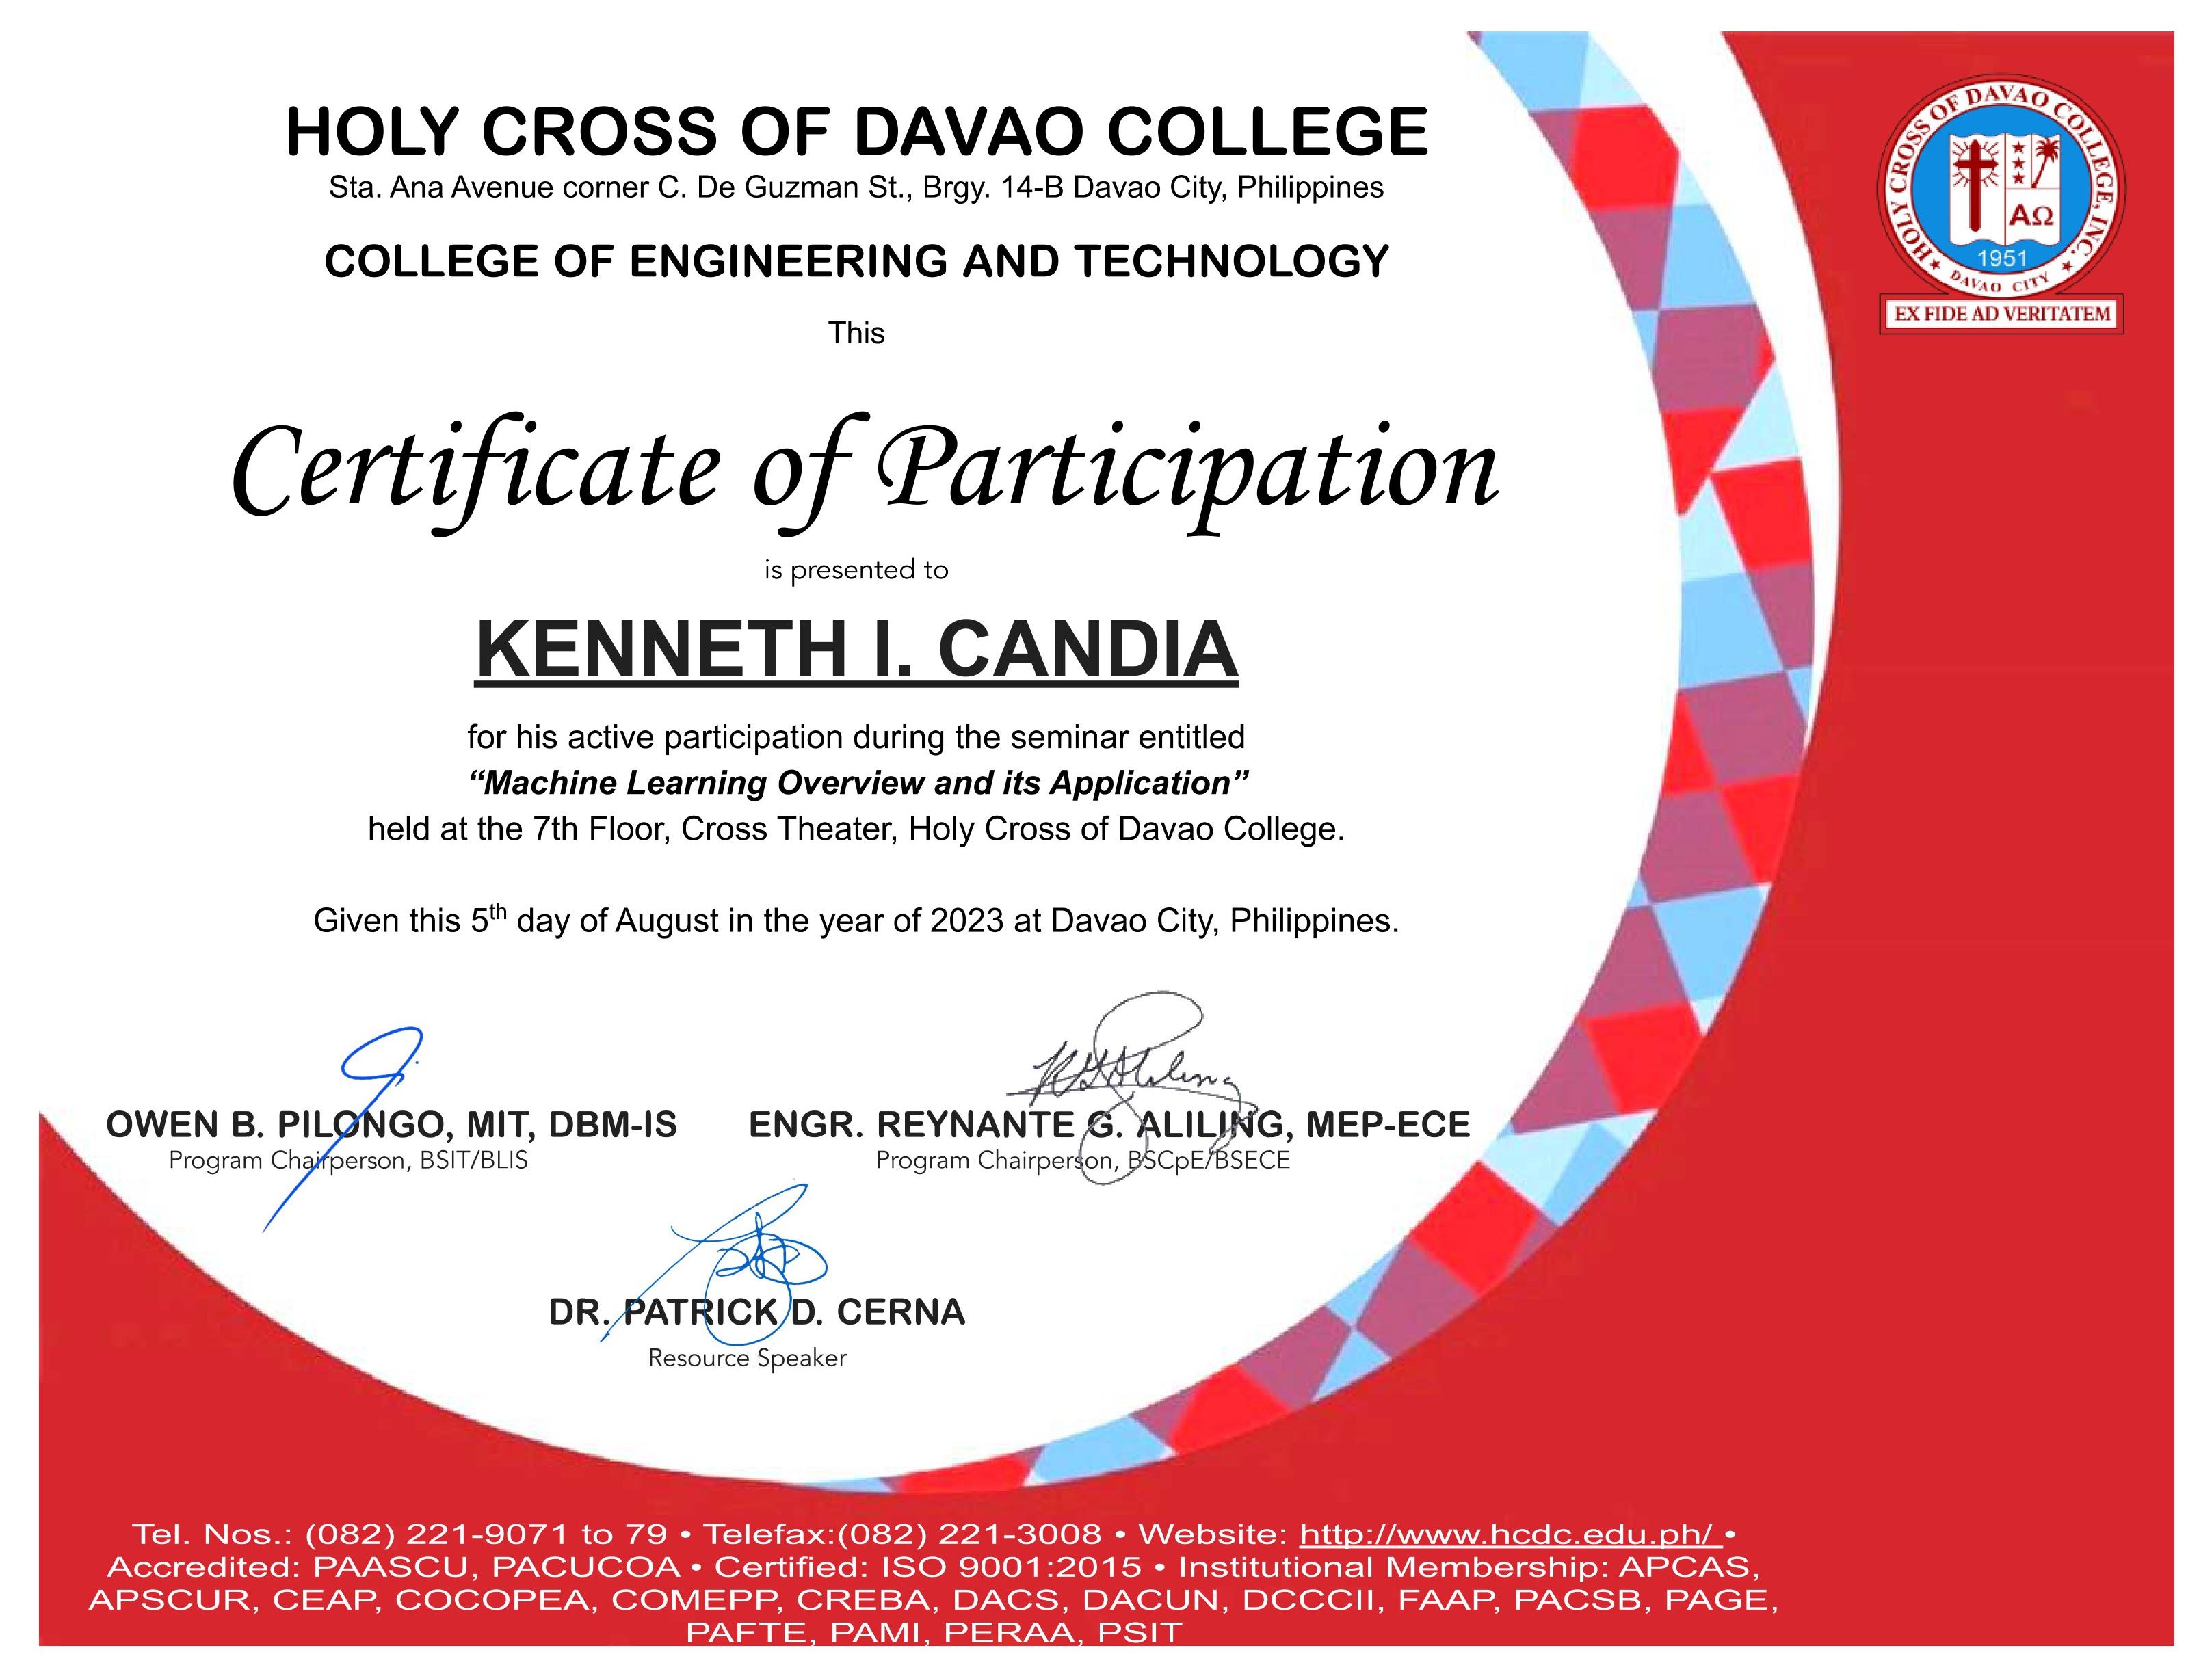 HOLY CROSS OF DAVAO COLLEGE
Sta. Ana Avenue corner C. De Guzman St., Brgy. 14-B Davao City, Philippines
COLLEGE OF ENGINEERING AND TECHNOLOGY
This
Certificate of Participation
is presented to
KENNETH I. CANDIA
for his active participation during the seminar entitled
“Machine Learning Overview and its Application”
held at the 7th Floor, Cross Theater, Holy Cross of Davao College.
Given this 5th day of August in the year of 2023 at Davao City, Philippines.
OWEN B. PILONGO, MIT, DBM-IS
Program Chairperson, BSIT/BLIS
ENGR. REYNANTE G. ALILING, MEP-ECE
Program Chairperson, BSCpE/BSECE
DR. PATRICK D. CERNA
Resource Speaker
HOLY CROSS OF DAVAO COLLEGE, INC.
ΑΩ
1951
DAVAO CITY
EX FIDE AD VERITATEM
Tel. Nos.: (082) 221-9071 to 79 • Telefax:(082) 221-3008 • Website: http://www.hcdc.edu.ph/ •
Accredited: PAASCU, PACUCOA • Certified: ISO 9001:2015 • Institutional Membership: APCAS,
APSCUR, CEAP, COCOPEA, COMEPP, CREBA, DACS, DACUN, DCCCII, FAAP, PACSB, PAGE,
PAFTE, PAMI, PERAA, PSIT